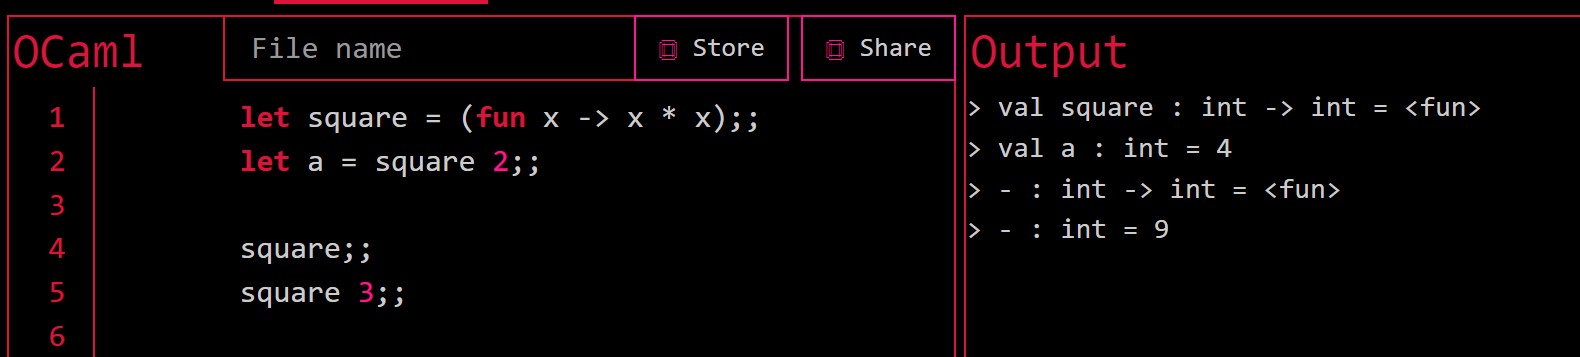 OCaml
File name
Store
Share
1 let square = (fun x -> x * x);;
2 let a = square 2;;
3
4 square;;
5 square 3;;
6
Output
> val square : int -> int = <fun>
> val a : int = 4
> - : int -> int = <fun>
> - : int = 9